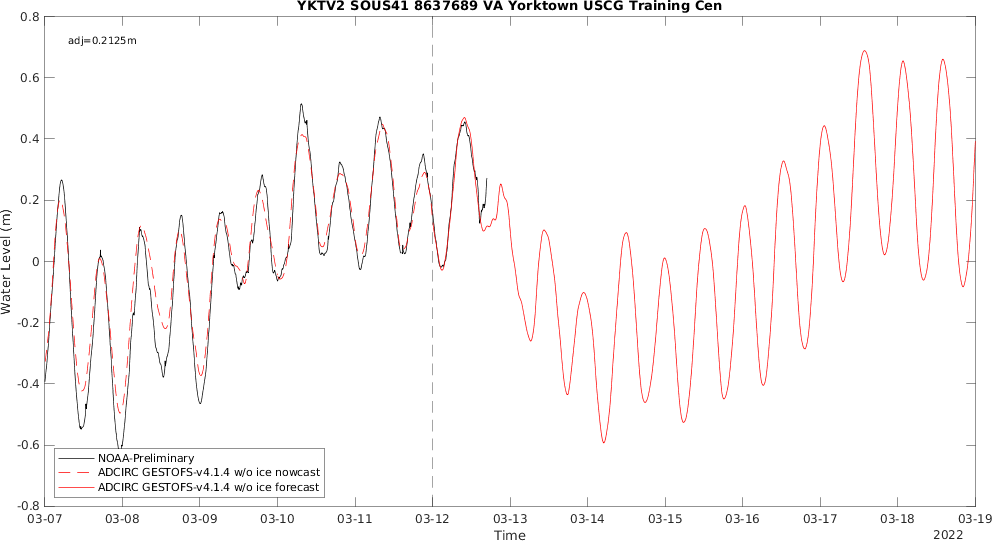 YKTV2 SOUS41 8637689 VA Yorktown USCG Training Cen
adj=0.2125m
Water Level (m)
0.8
0.6
0.4
0.2
0
-0.2
-0.4
-0.6
-0.8
NOAA-Preliminary
ADCIRC GESTOFS-v4.1.4 w/o ice nowcast
ADCIRC GESTOFS-v4.1.4 w/o ice forecast
03-07 03-08 03-09 03-10 03-11 03-12 03-13 03-14 03-15 03-16 03-17 03-18 03-19
Time
2022